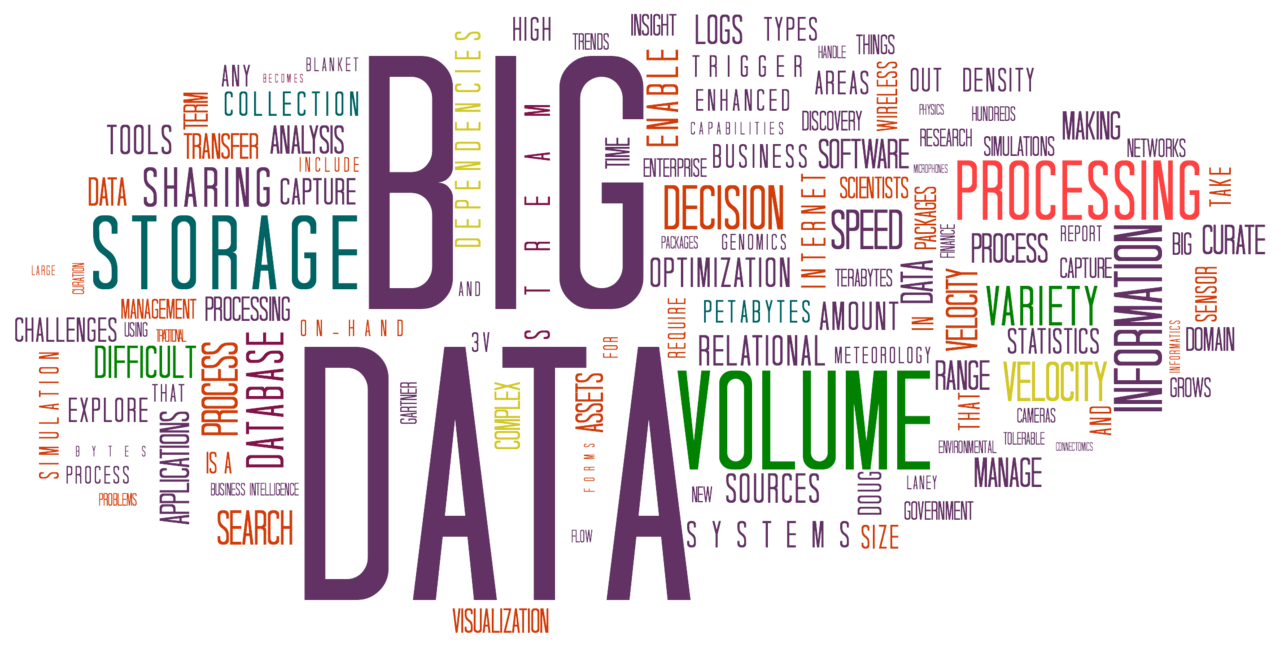 BIG
DATA
HIGH
TRENDS
INSIGHT
LOGS
TYPES
HANDLE
THINGS
DEPENDENCIES
ANY
BECOMES
BLANKET
COLLECTION
TERM
TOOLS
TRANSFER
ANALYSIS
INCLUDE
DATA
SHARING
CAPTURE
STORAGE
LARGE
CURATION
MANAGEMENT
PROCESSING
CHALLENGES
USING
ON-HAND
DIFFICULT
PROCESS
DATABASE
SIMULATION
EXPLORE
THAT
APPLICATIONS
BYTES
PROCESS
IS A
PROBLEMS
BUSINESS INTELLIGENCE
SEARCH
STREAM
TIME
AND
3V
GARTNER
COMPLEX
ASSETS
FOR
FORMS
FLOW
VISUALIZATION
ENABLE
TRIGGER
ENHANCED
CAPABILITIES
AREAS
DISCOVERY
WIRELESS
OUT
DENSITY
PHYSICS
HUNDREDS
RESEARCH
SIMULATIONS
MAKING
NETWORKS
ENTERPRISE
BUSINESS
SOFTWARE
MICROPHONES
PROCESSING
TAKE
DECISION
INTERNET
SCIENTISTS
PACKAGES
SPEED
FINANCE
PACKAGES
GENOMICS
OPTIMIZATION
TERABYTES
DATA
IN
PROCESS
REPORT
CAPTURE
INFORMATION
BIG
CURATE
SENSOR
REQUIRE
PETABYTES
AMOUNT
VELOCITY
VARIETY
STATISTICS
INFORMATICS
DOMAIN
RELATIONAL
METEOROLOGY
RANGE
VELOCITY
GROWS
VOLUME
THAT
CAMERAS
AND
TOLERABLE
CONNECTOMICS
ENVIRONMENTAL
MANAGE
NEW
SOURCES
DOUG
LANEY
GOVERNMENT
SYSTEMS
SIZE